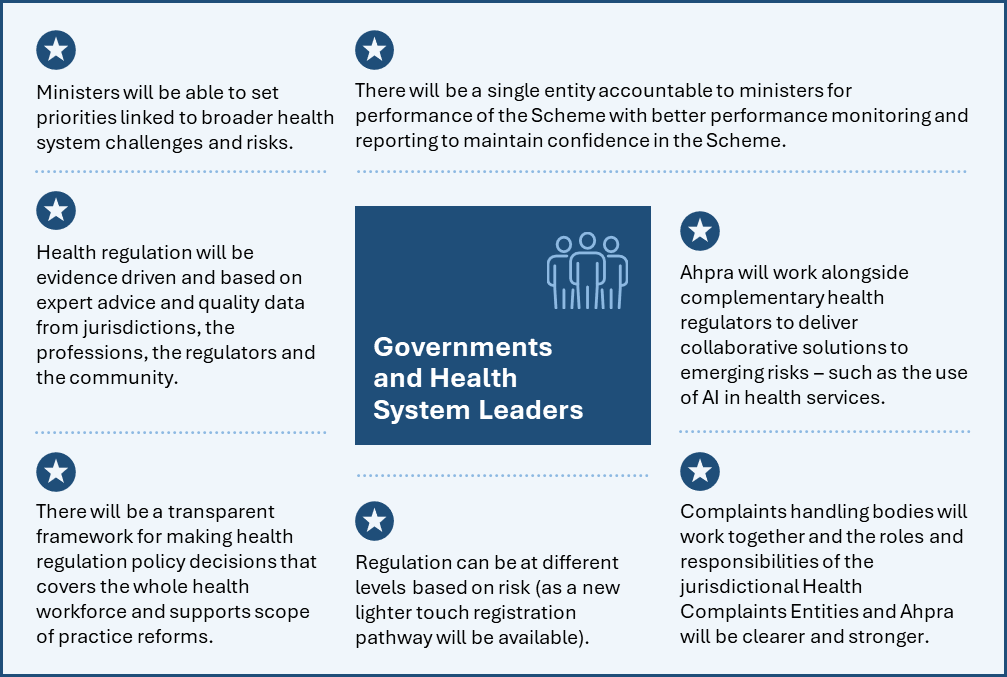 Ministers will be able to set
priorities linked to broader health
system challenges and risks.
There will be a single entity accountable to ministers for
performance of the Scheme with better performance monitoring and
reporting to maintain confidence in the Scheme.
Health regulation will be
evidence driven and based on
expert advice and quality data
from jurisdictions, the
professions, the regulators and
the community.
Governments
and Health
System Leaders
Ahpra will work alongside
complementary health
regulators to deliver
collaborative solutions to
emerging risks – such as the use
of AI in health services.
There will be a transparent
framework for making health
regulation policy decisions that
covers the whole health
workforce and supports scope
of practice reforms.
Regulation can be at different
levels based on risk (as a new
lighter touch registration
pathway will be available).
Complaints handling bodies will
work together and the roles and
responsibilities of the
jurisdictional Health
Complaints Entities and Ahpra
will be clearer and stronger.